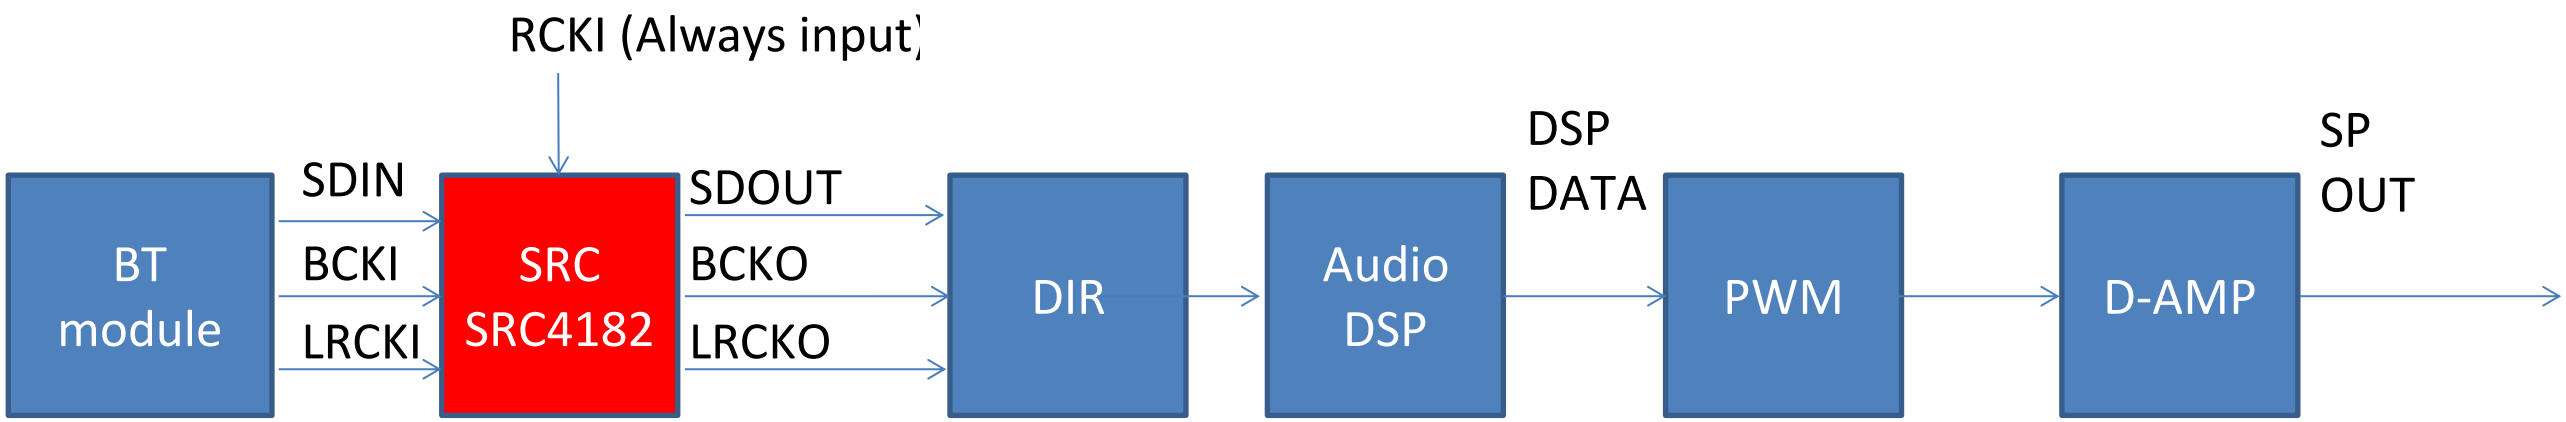 RCKI (Always input)
BT
module
SDIN
BCKI
LRCKI
SRC
SRC4182
SDOUT
BCKO
LRCKO
DIR
Audio
DSP
DSP
DATA
PWM
D-AMP
SP
OUT